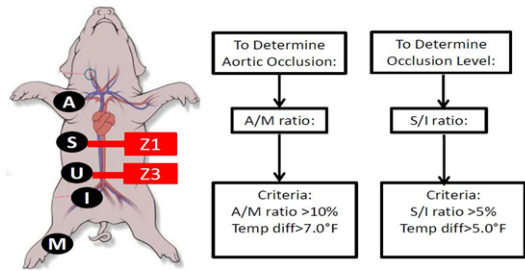 A
S
Z1
U
Z3
I
M
To Determine
Aortic Occlusion:
A/M ratio:
Criteria:
A/M ratio >10%
Temp diff>7.0°F
To Determine
Occlusion Level:
S/I ratio:
Criteria:
S/I ratio >5%
Temp diff>5.0°F